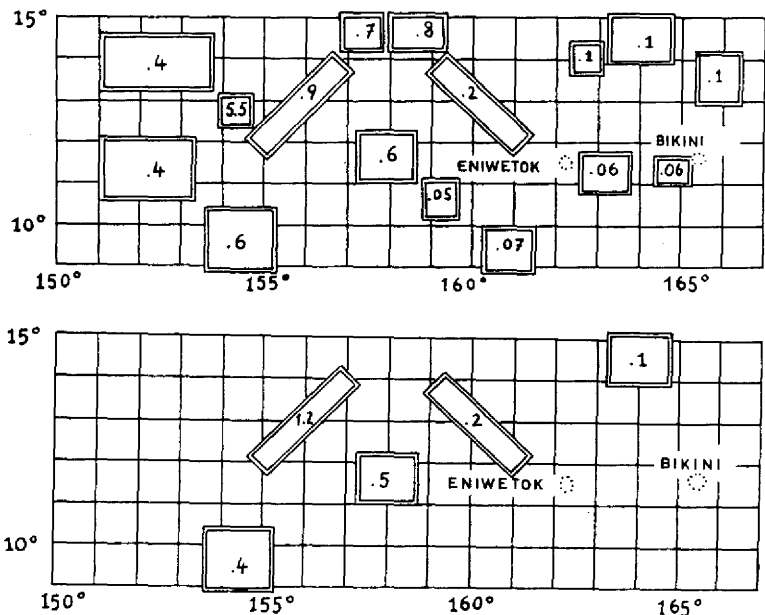 15°
.7 .8 .1
.4 .1 .1
5.5 .9 .2
BIKINI
.4 .6 ENIWETOK .06 .06
.05
10° .6 .07
150° 155° 160° 165°
15°
.1
1.2 .2
.5 ENIWETOK BIKINI
10° .4
150° 155° 160° 165°